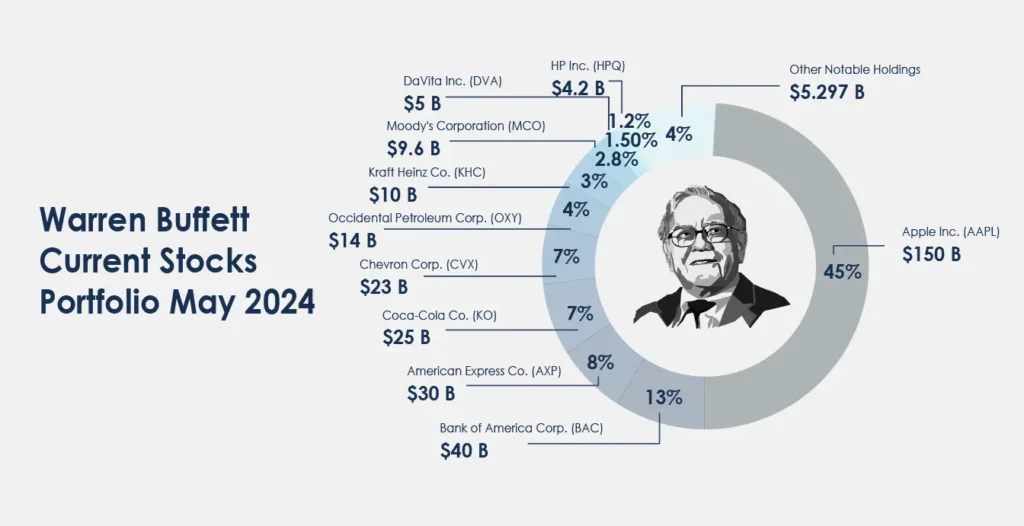 Warren Buffett
Current Stocks
Portfolio May 2024
HP Inc. (HPQ)
$4.2 B
DaVita Inc. (DVA)
$5 B
Moody's Corporation (MCO)
$9.6 B
Kraft Heinz Co. (KHC)
$10 B
Occidental Petroleum Corp. (OXY)
$14 B
Chevron Corp. (CVX)
$23 B
Coca-Cola Co. (KO)
$25 B
American Express Co. (AXP)
$30 B
Bank of America Corp. (BAC)
$40 B
1.2%
1.50%
2.8%
3%
4%
7%
7%
8%
13%
4%
45%
Other Notable Holdings
$5.297 B
Apple Inc. (AAPL)
$150 B